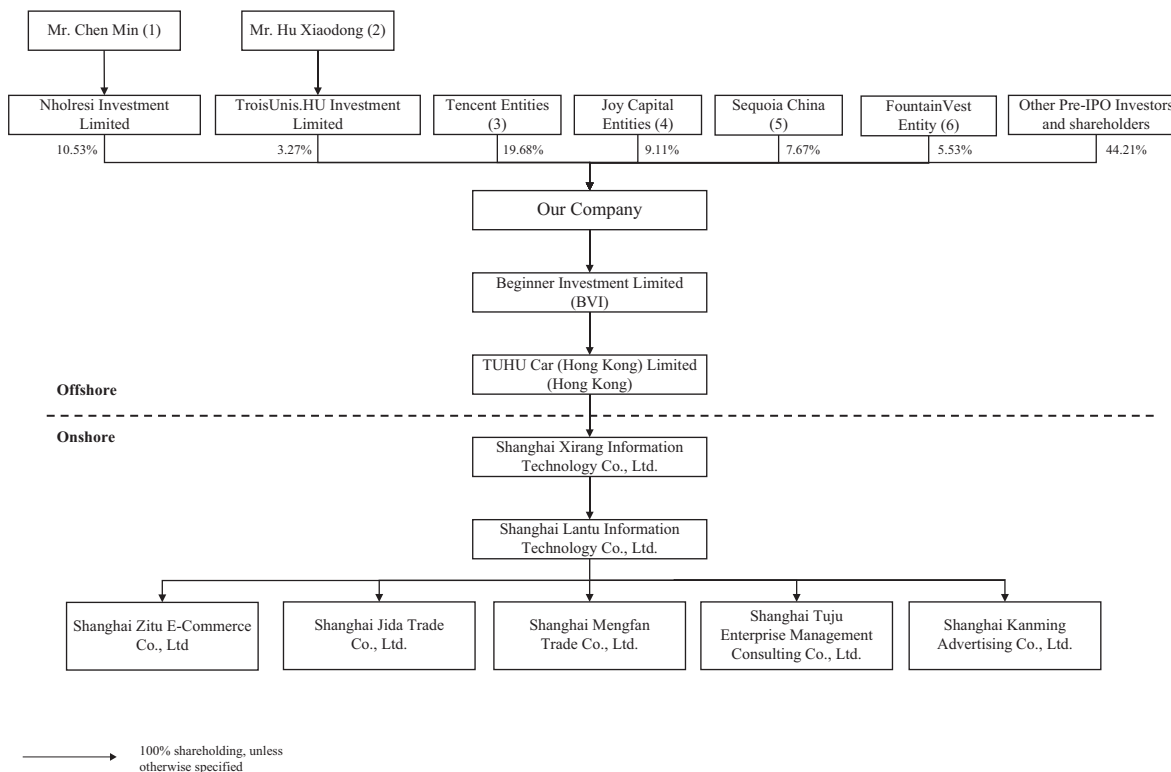 Mr. Chen Min (1)
Mr. Hu Xiaodong (2)
Nholresi Investment
Limited
TroisUnis.HU Investment
Limited
Tencent Entities
(3)
Joy Capital
Entities (4)
Sequoia China
(5)
FountainVest
Entity (6)
Other Pre-IPO Investors
and shareholders
10.53%
3.27%
19.68%
9.11%
7.67%
5.53%
44.21%
Our Company
Beginner Investment Limited
(BVI)
TUHU Car (Hong Kong) Limited
(Hong Kong)
Offshore
Onshore
Shanghai Xirang Information
Technology Co., Ltd.
Shanghai Lantu Information
Technology Co., Ltd.
Shanghai Zitu E-Commerce
Co., Ltd
Shanghai Jida Trade
Co., Ltd.
Shanghai Mengfan
Trade Co., Ltd.
Shanghai Tuju
Enterprise Management
Consulting Co., Ltd.
Shanghai Kanming
Advertising Co., Ltd.
100% shareholding, unless
otherwise specified